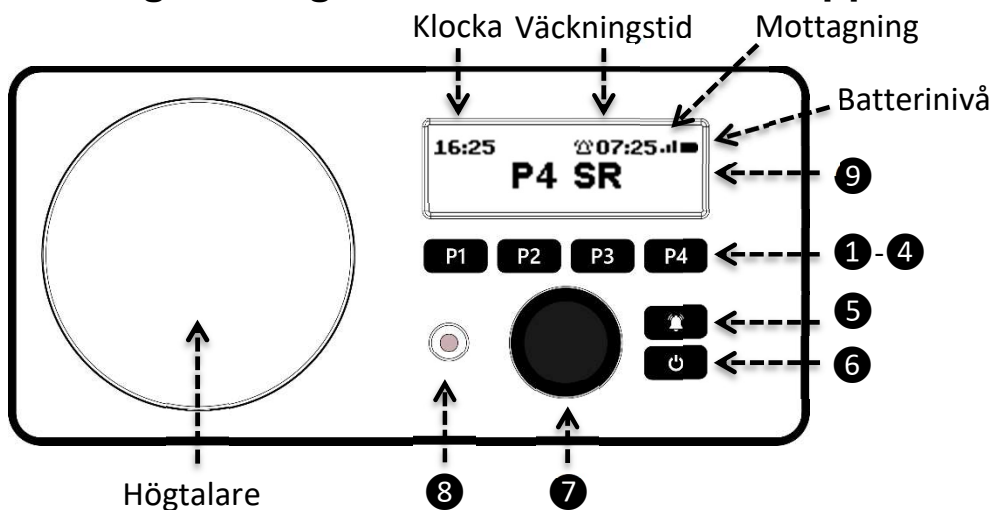 Klocka Väckningstid Mottagning
Batterinivå
16:25 07:25
P4 SR
9
P1 P2 P3 P4
1 - 4
5
6
Högtalare 8 7